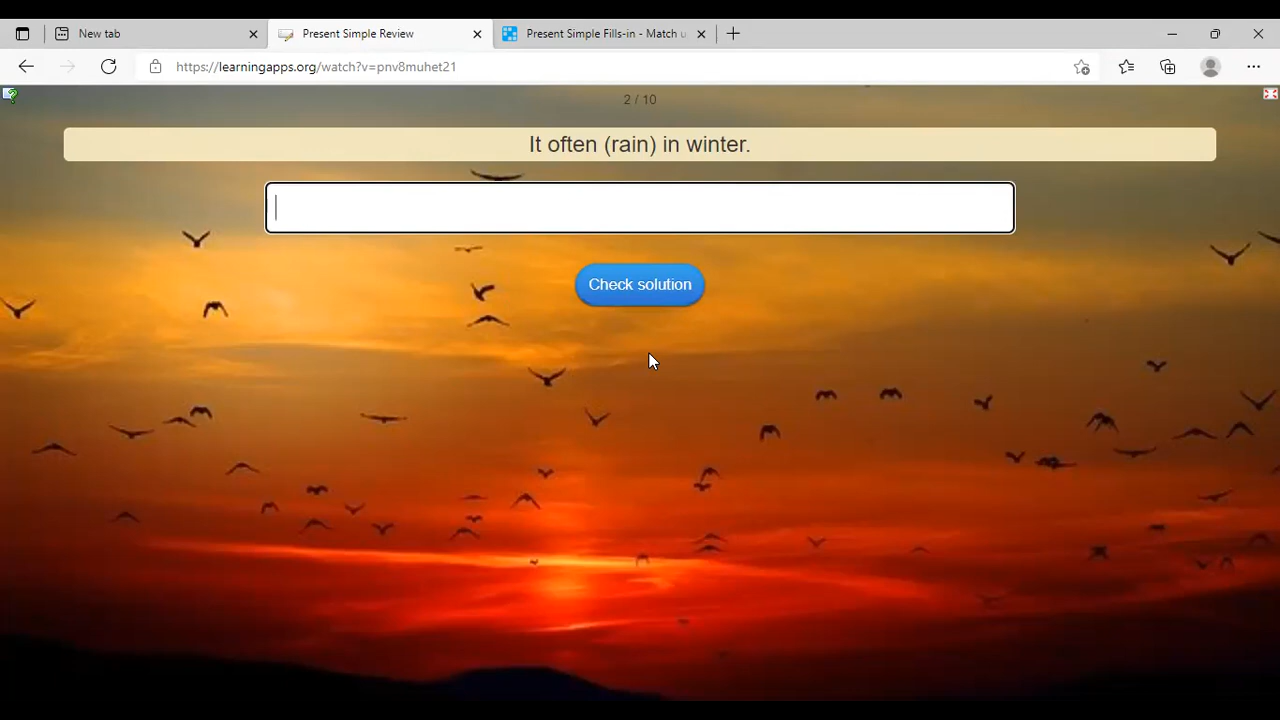 New tab
Present Simple Review
Present Simple Fills-in - Match u
https://learningapps.org/watch?v=pnv8muhet21
2 / 10
It often (rain) in winter.
Check solution